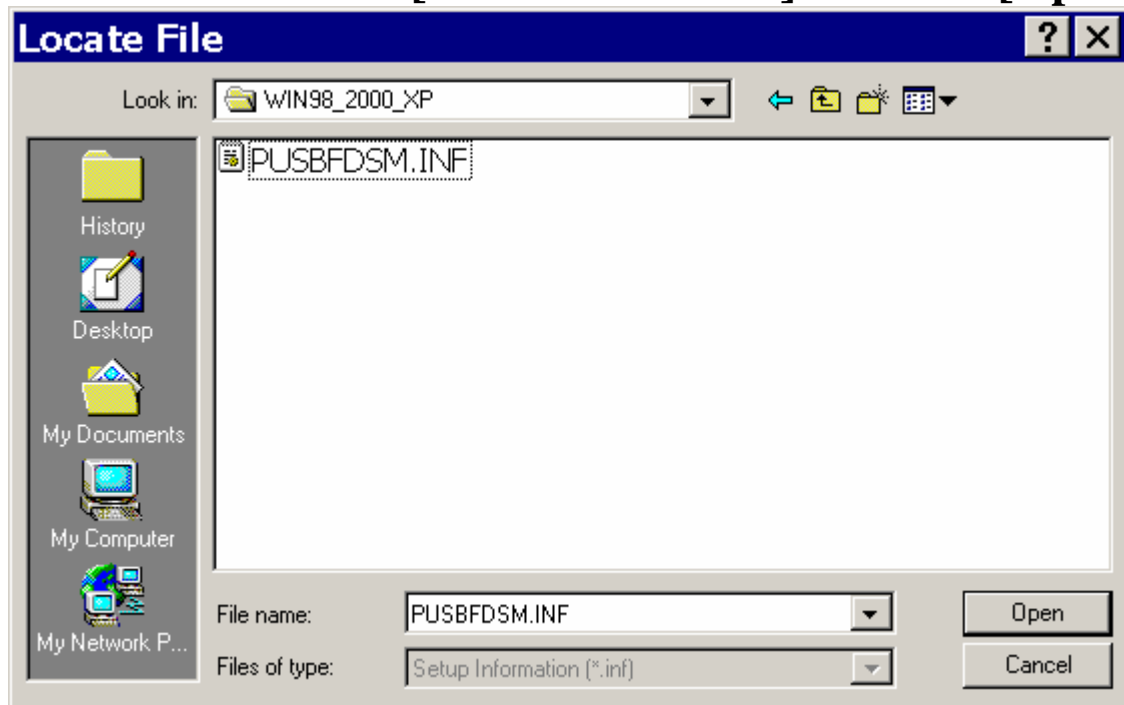 Locate File
Look in:
WIN98_2000_XP
PUSBFDSM.INF
History
Desktop
My Documents
My Computer
My Network P...
File name:
PUSBFDSM.INF
Open
Files of type:
Setup Information (*.inf)
Cancel